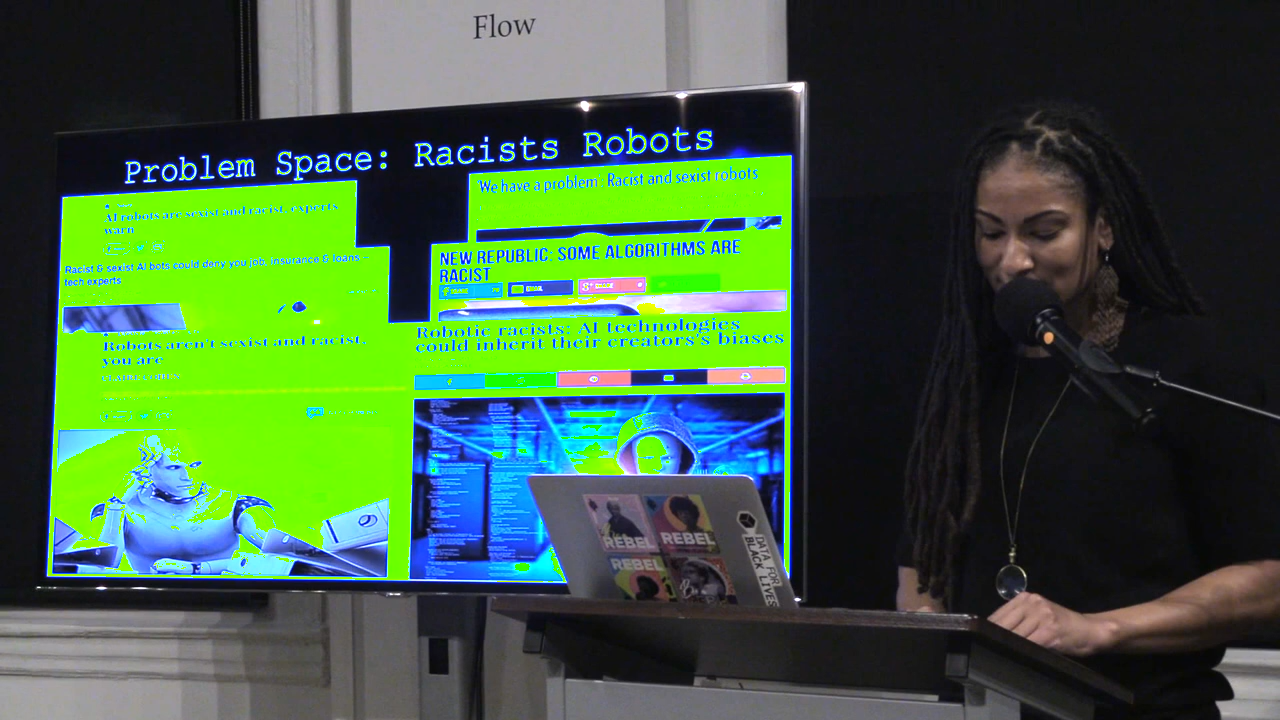 Flow
Problem Space: Racists Robots
AI robots are sexist and racist, experts
warn
We have a problem: Racist and sexist robots
Racist & sexist AI bots could deny you job, insurance & loans -
tech experts
NEW REPUBLIC: SOME ALGORITHMS ARE
RACIST
Robots aren't sexist and racist,
you are
Robotic racists: AI technologies
could inherit their creators's biases
REBEL
REBEL
REBEL
DATA FOR
BLACK LIVES